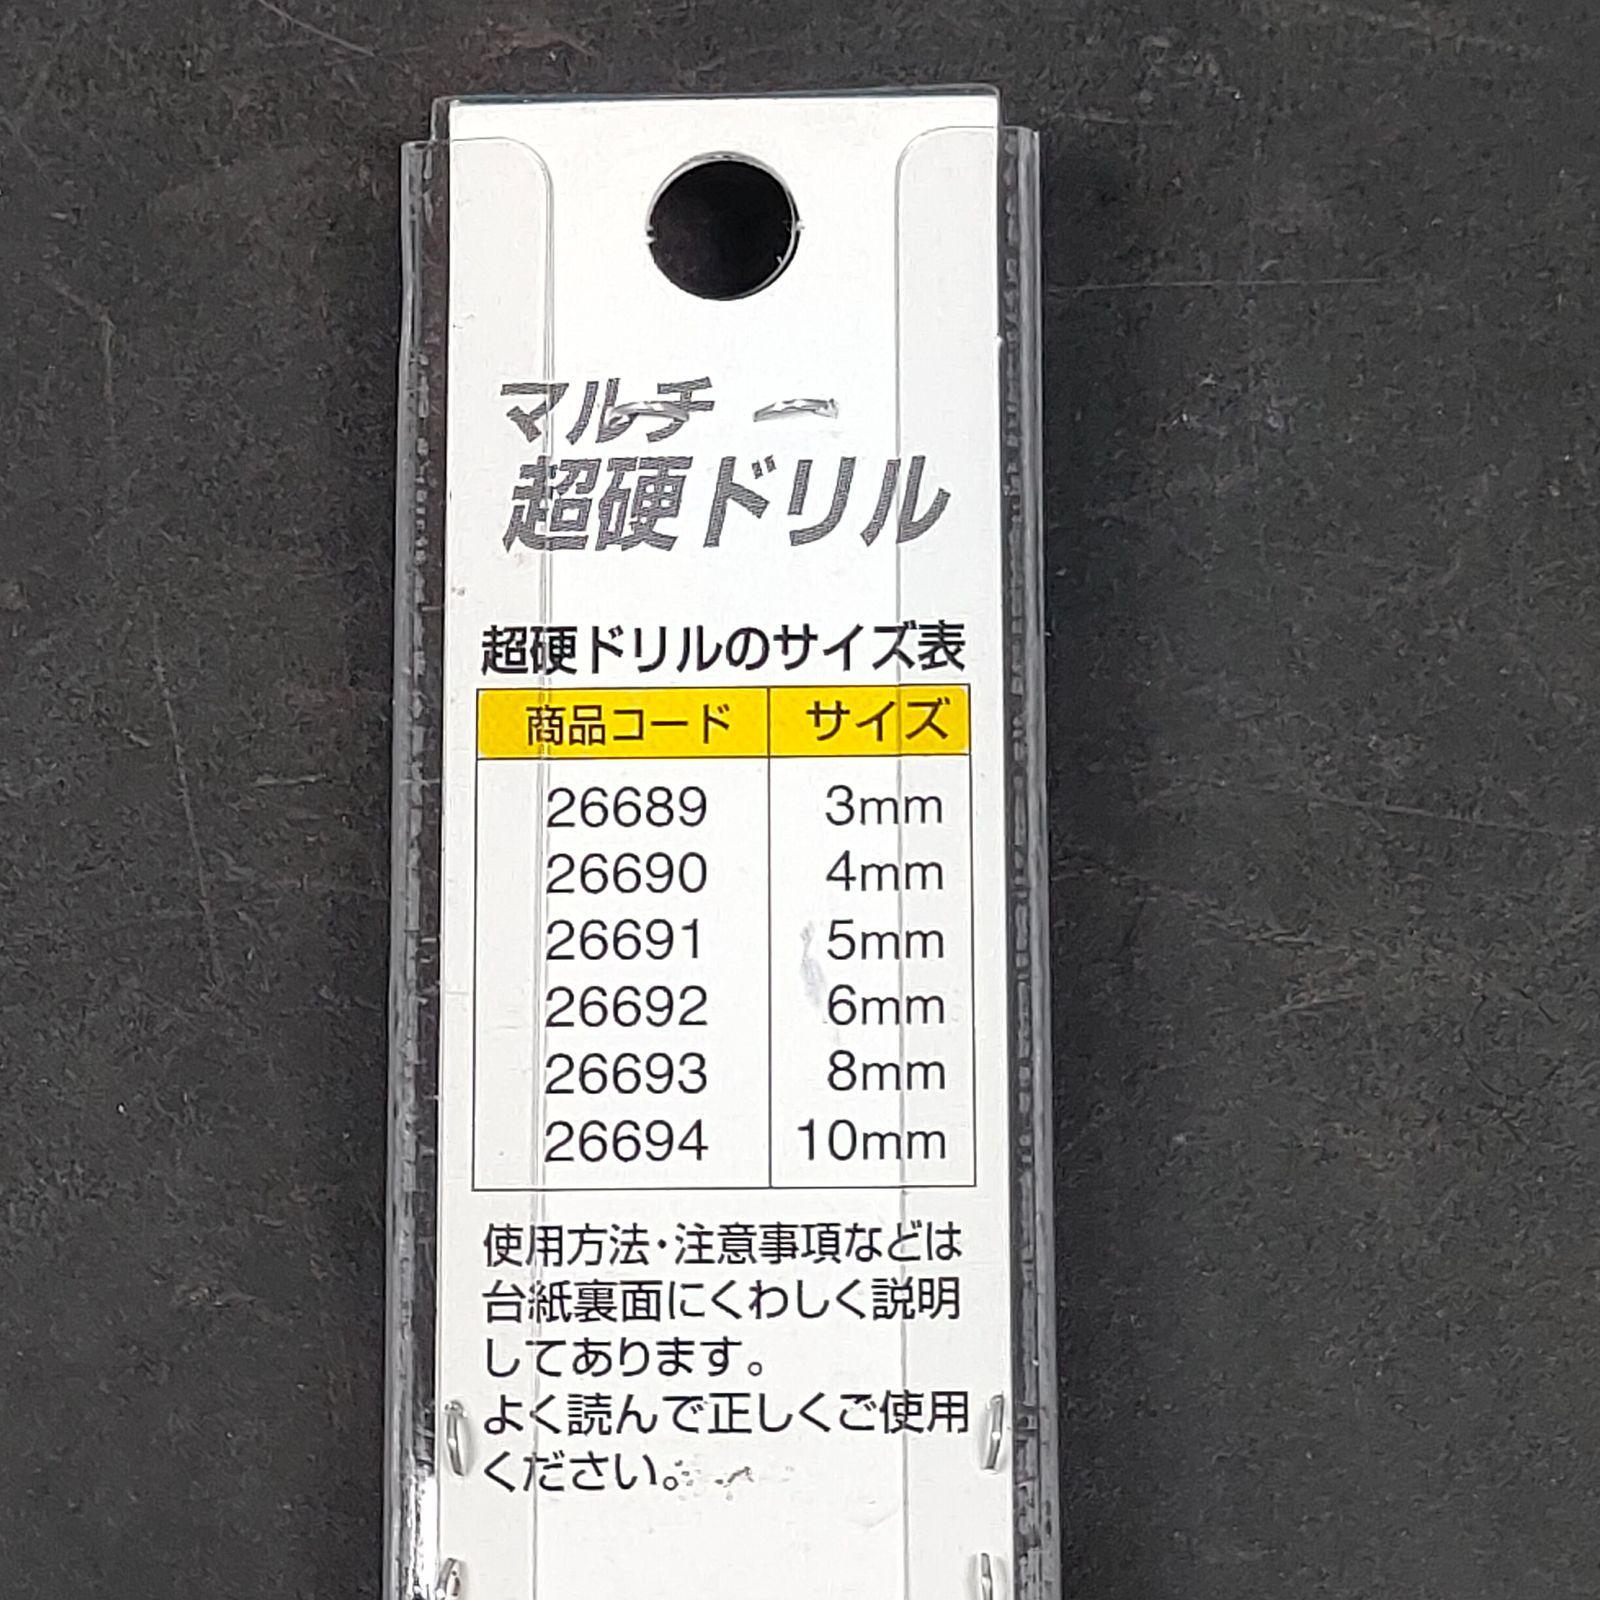 マルチ
超硬ドリル
超硬ドリルのサイズ表
商品コード サイズ
26689 3mm
26690 4mm
26691 5mm
26692 6mm
26693 8mm
26694 10mm
使用方法・注意事項などは
台紙裏面にくわしく説明
してあります。
よく読んで正しくご使用
ください。